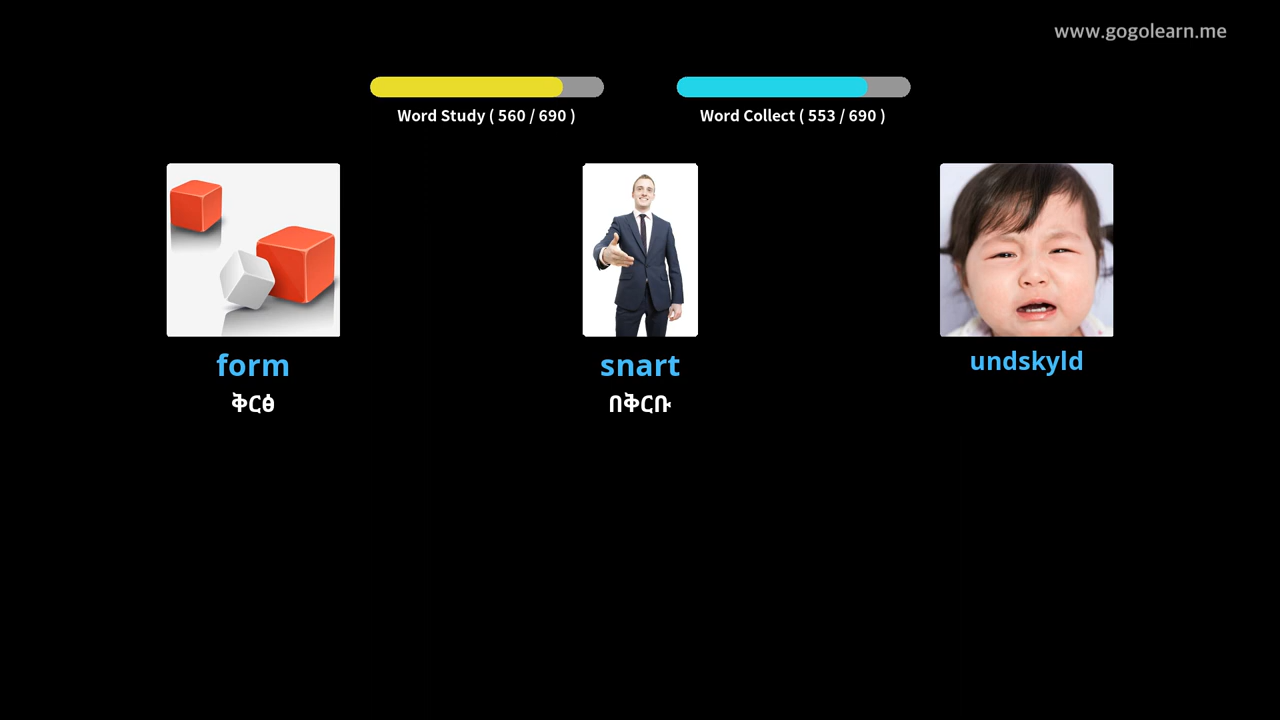 www.gogolearn.me
Word Study ( 560 / 690 )
Word Collect ( 553 / 690 )
form
snart
undskyld
ቅርፅ
በቅርቡ